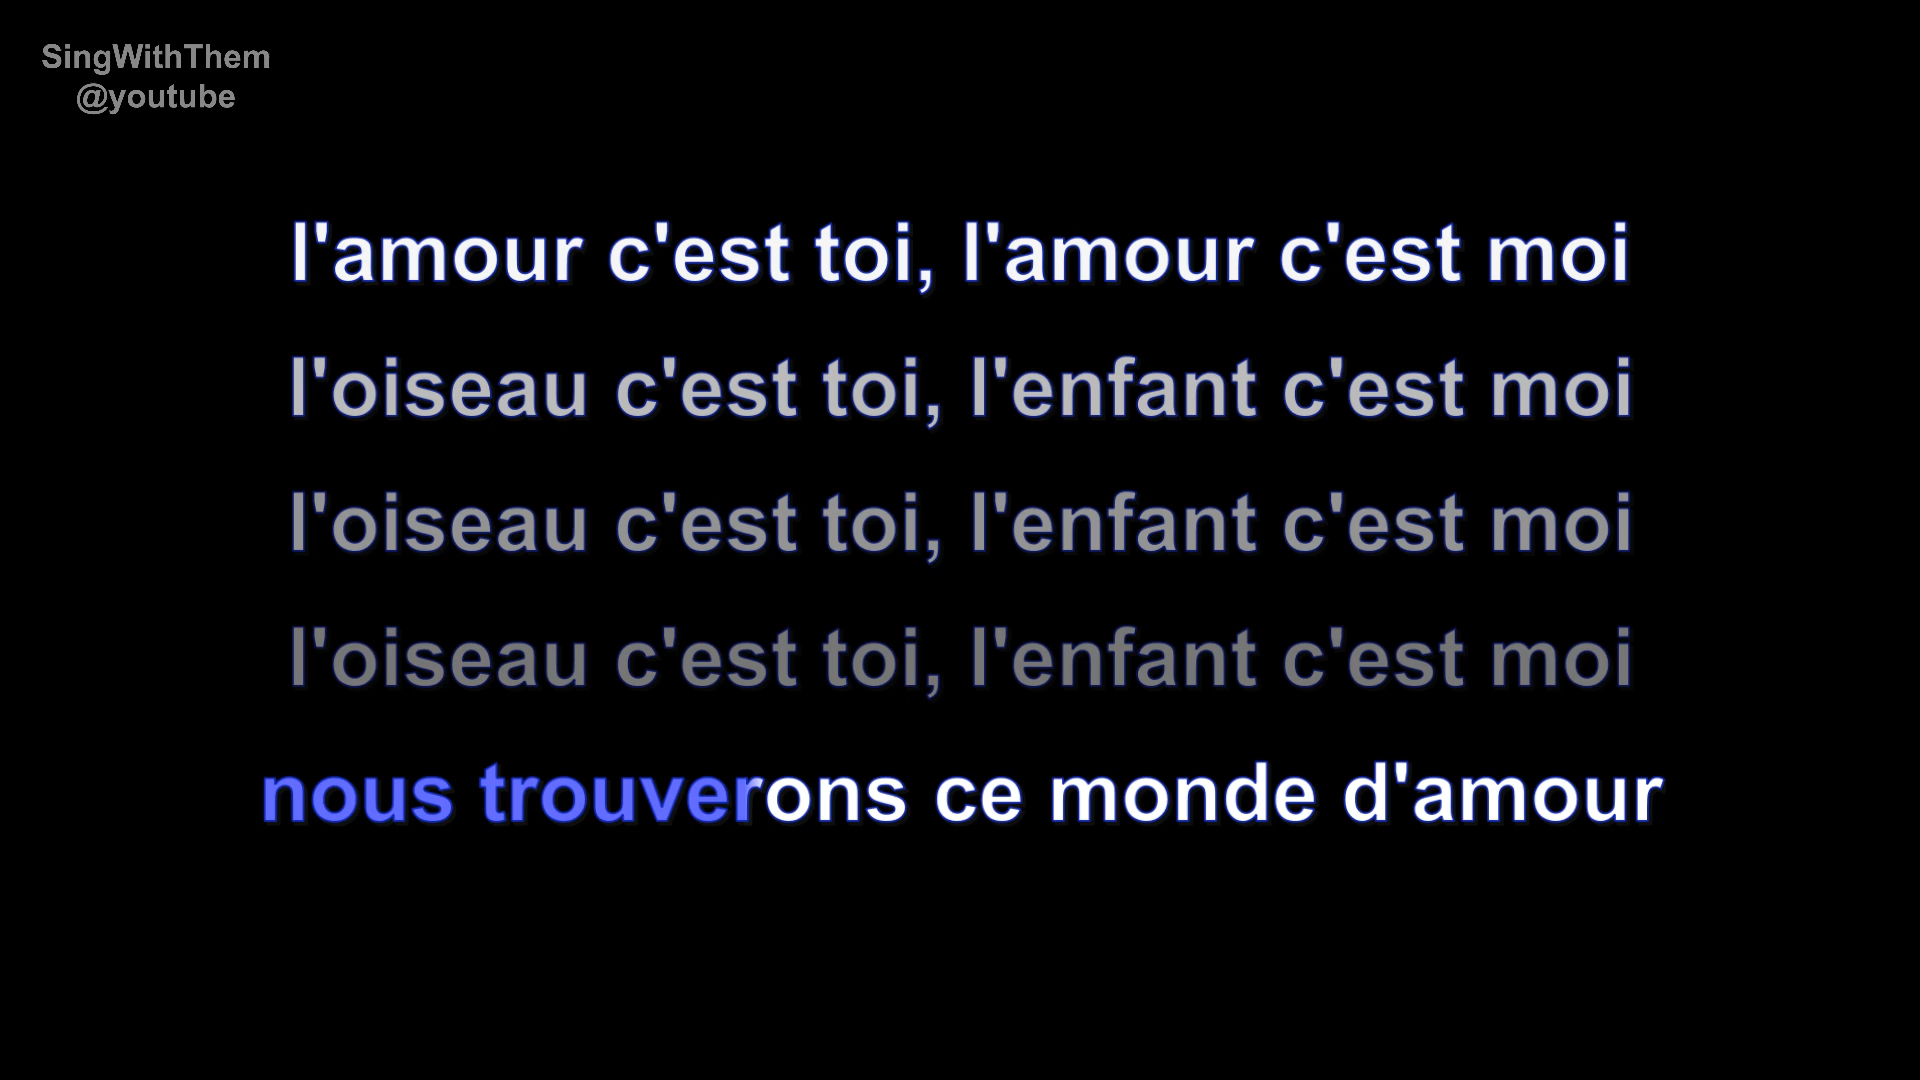 SingWithThem
@youtube
l'amour c'est toi, l'amour c'est moi
l'oiseau c'est toi, l'enfant c'est moi
l'oiseau c'est toi, l'enfant c'est moi
l'oiseau c'est toi, l'enfant c'est moi
nous trouverons ce monde d'amour